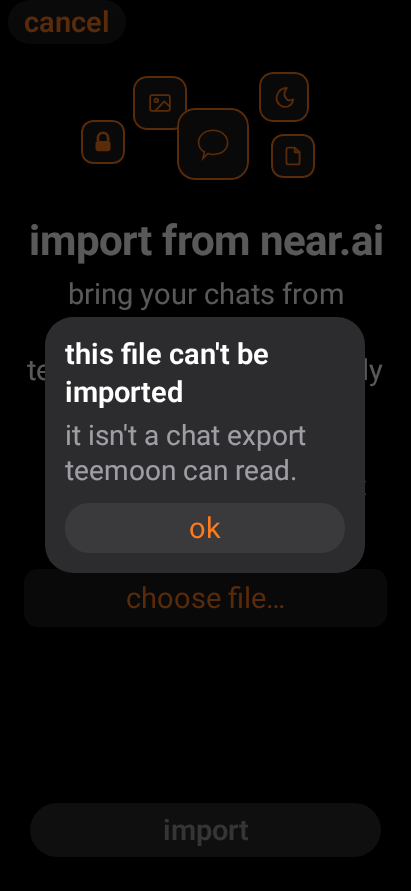 cancel
import from near.ai
bring your chats from
this file can't be
imported
it isn't a chat export
teemoon can read.
ok
choose file…
import